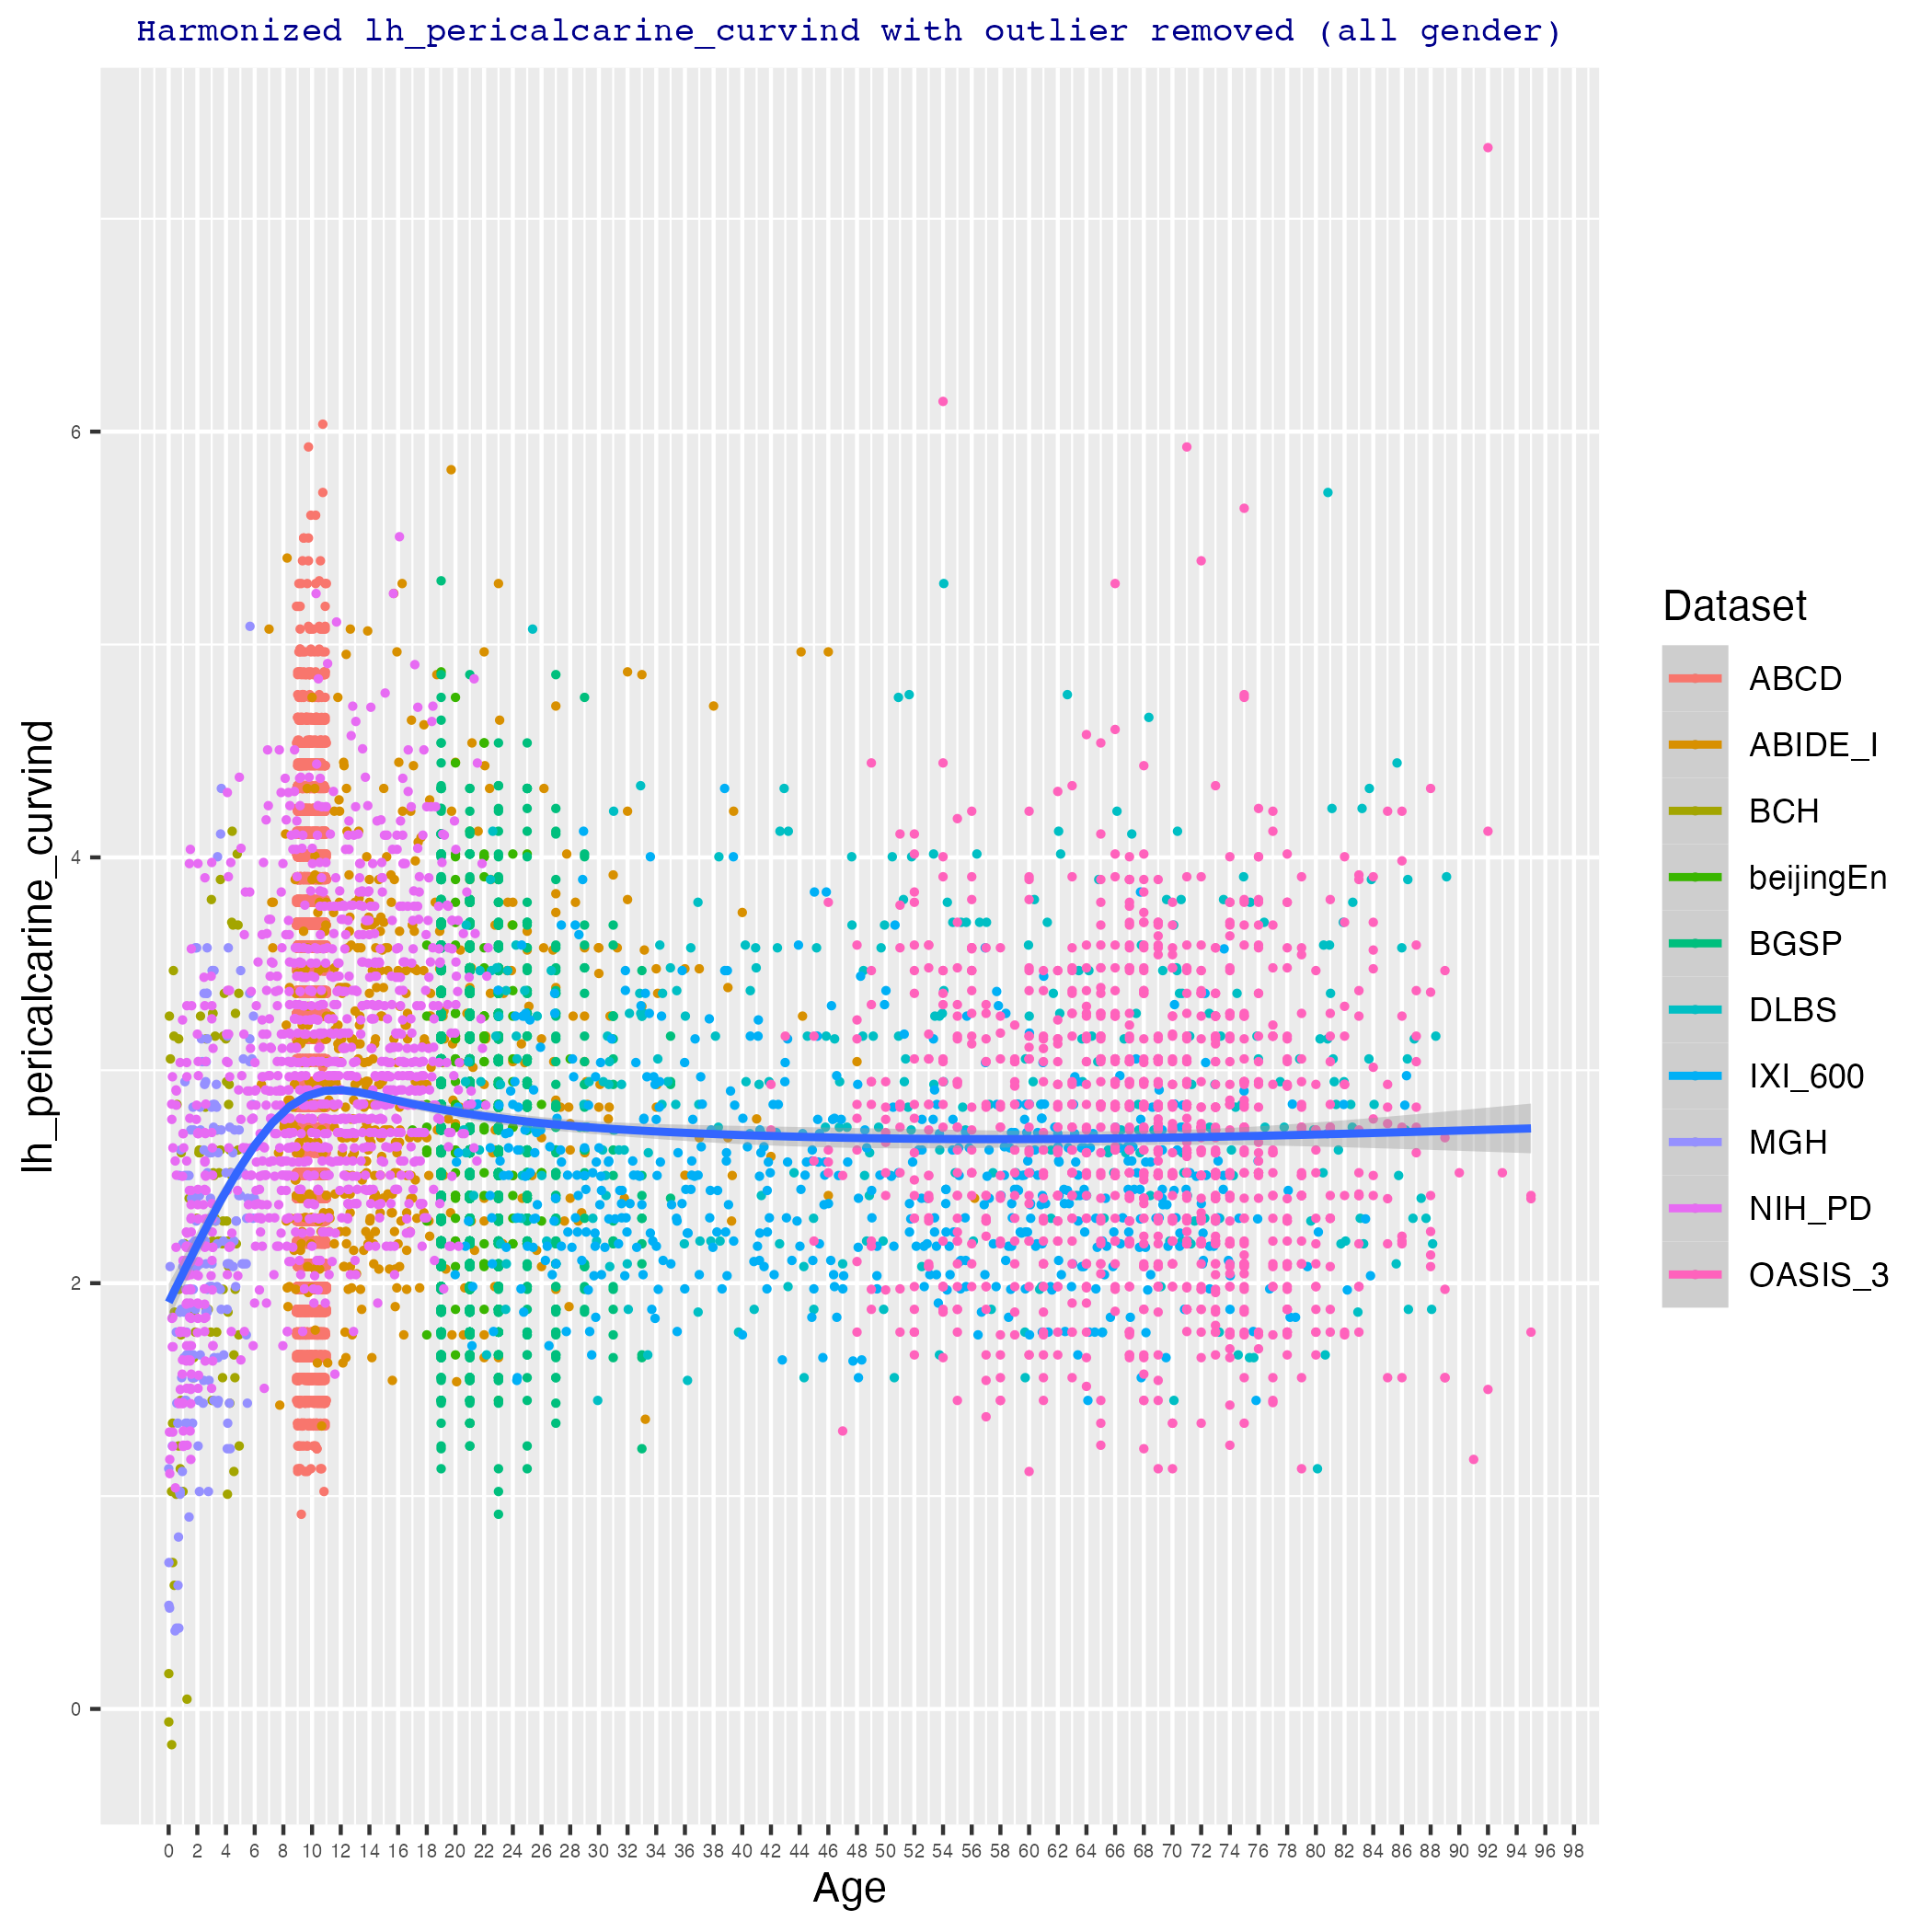 Harmonized lh_pericalcarine_curvind with outlier removed (all gender)
lh_pericalcarine_curvind
6
4
2
0
0 2 4 6 8 10 12 14 16 18 20 22 24 26 28 30 32 34 36 38 40 42 44 46 48 50 52 54 56 58 60 62 64 66 68 70 72 74 76 78 80 82 84 86 88 90 92 94 96 98
Age
Dataset
ABCD
ABIDE_I
BCH
beijingEn
BGSP
DLBS
IXI_600
MGH
NIH_PD
OASIS_3